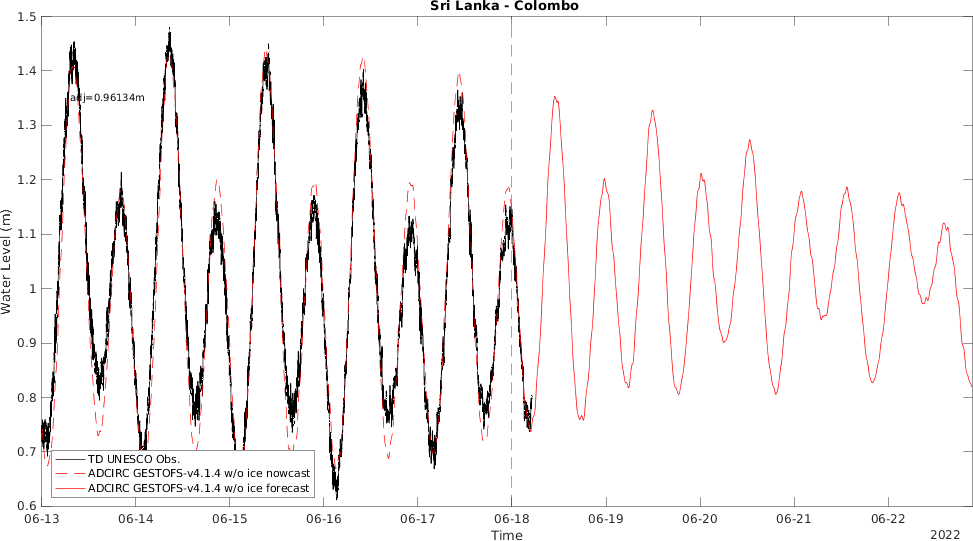 Sri Lanka - Colombo
1.5
1.4
adj=0.96134m
1.3
1.2
1.1
Water Level (m)
1
0.9
0.8
0.7
0.6
TD UNESCO Obs.
ADCIRC GESTOFS-v4.1.4 w/o ice nowcast
ADCIRC GESTOFS-v4.1.4 w/o ice forecast
06-13 06-14 06-15 06-16 06-17 06-18 06-19 06-20 06-21 06-22
Time
2022